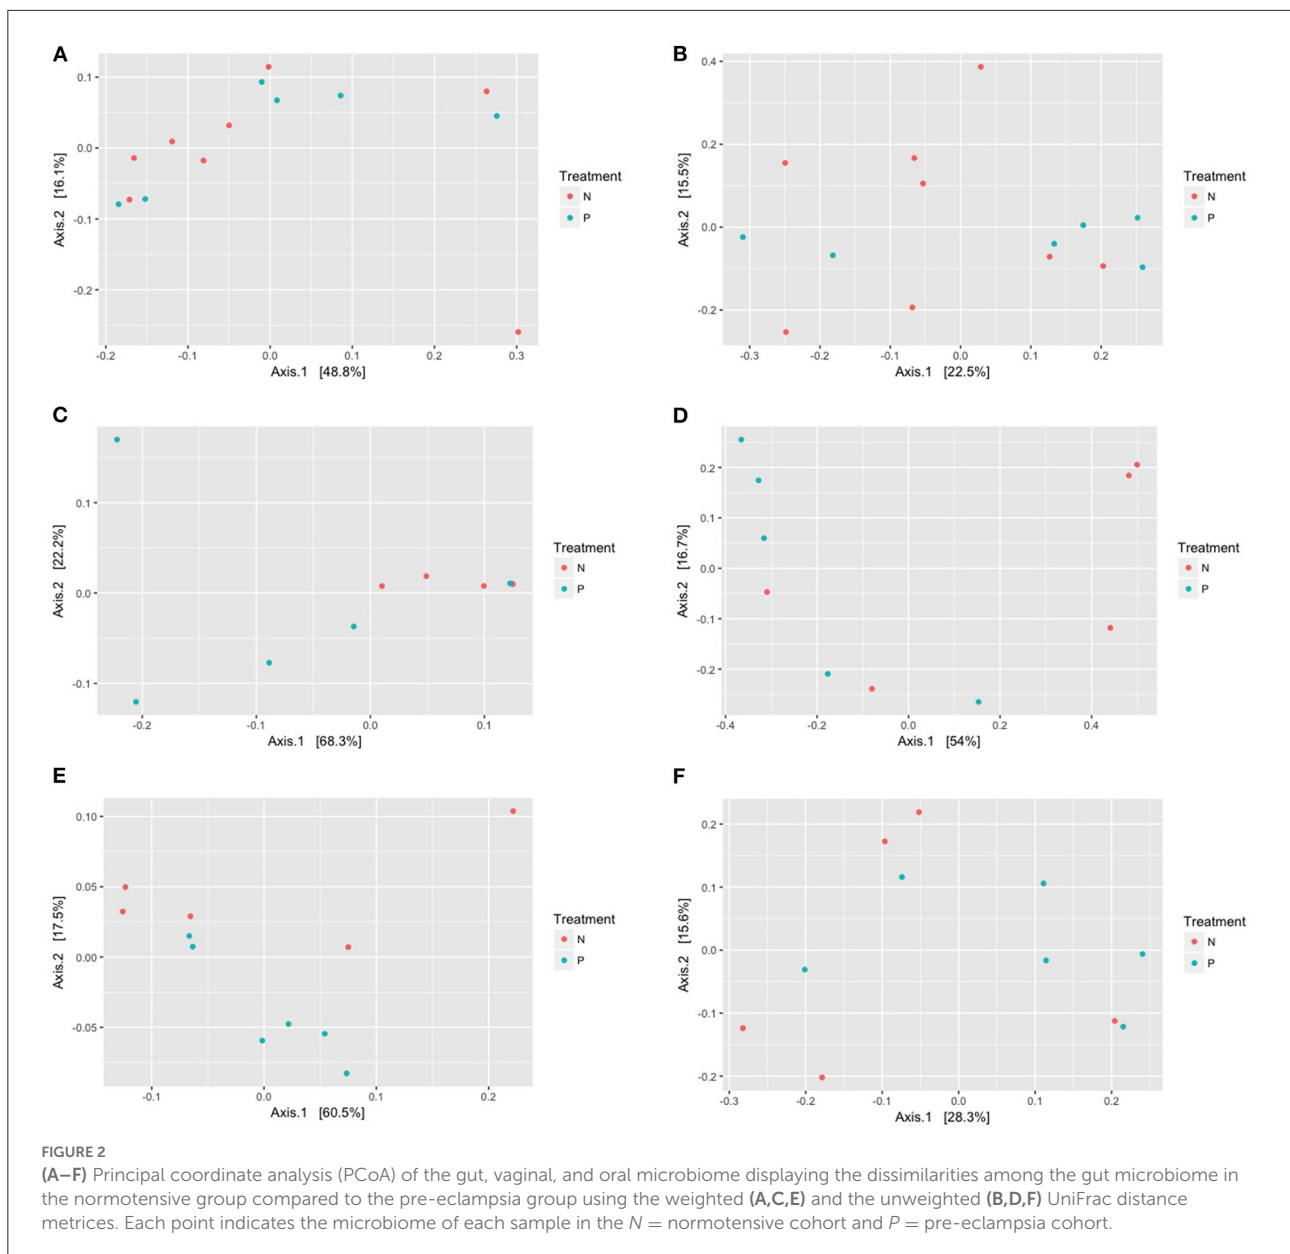 A
0.1
0.0
-0.1
-0.2
-0.2 -0.1 0.0 0.1 0.2 0.3
Axis.2 [16.1%]
Axis.1 [48.8%]
Treatment
N
P
B
0.4
0.2
0.0
-0.2
-0.3 -0.2 -0.1 0.0 0.1 0.2
Axis.2 [15.5%]
Axis.1 [22.5%]
Treatment
N
P
C
0.1
0.0
-0.1
-0.2 -0.1 0.0 0.1
Axis.2 [22.2%]
Axis.1 [68.3%]
Treatment
N
P
D
0.2
0.1
0.0
-0.1
-0.2
-0.4 -0.2 0.0 0.2 0.4
Axis.2 [16.7%]
Axis.1 [54%]
Treatment
N
P
E
0.10
0.05
0.00
-0.05
-0.1 0.0 0.1 0.2
Axis.2 [17.5%]
Axis.1 [60.5%]
Treatment
N
P
F
0.2
0.1
0.0
-0.1
-0.2
-0.3 -0.2 -0.1 0.0 0.1 0.2
Axis.2 [15.6%]
Axis.1 [28.3%]
Treatment
N
P
FIGURE 2
(A–F) Principal coordinate analysis (PCoA) of the gut, vaginal, and oral microbiome displaying the dissimilarities among the gut microbiome in
the normotensive group compared to the pre-eclampsia group using the weighted (A,C,E) and the unweighted (B,D,F) UniFrac distance
metrices. Each point indicates the microbiome of each sample in the N = normotensive cohort and P = pre-eclampsia cohort.